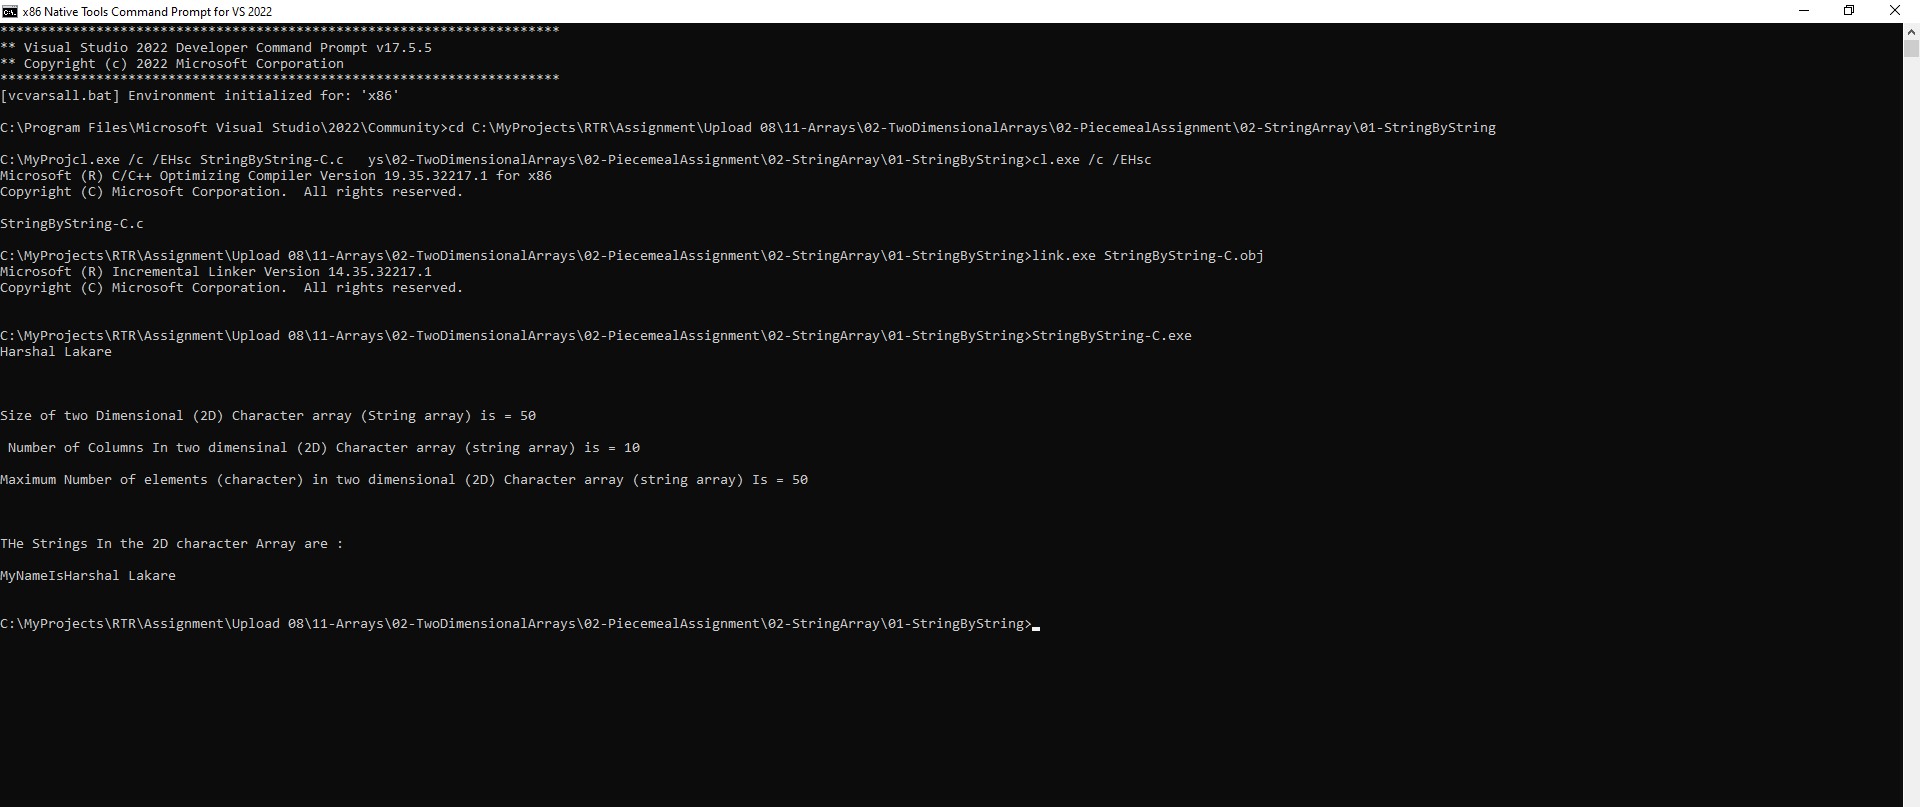 x86 Native Tools Command Prompt for VS 2022
**********************************************************************
** Visual Studio 2022 Developer Command Prompt v17.5.5
** Copyright (c) 2022 Microsoft Corporation
**********************************************************************
[vcvarsall.bat] Environment initialized for: 'x86'
C:\Program Files\Microsoft Visual Studio\2022\Community>cd C:\MyProjects\RTR\Assignment\Upload 08\11-Arrays\02-TwoDimensionalArrays\02-PiecemealAssignment\02-StringArray\01-StringByString
C:\MyProjcl.exe /c /EHsc StringByString-C.c   ys\02-TwoDimensionalArrays\02-PiecemealAssignment\02-StringArray\01-StringByString>cl.exe /c /EHsc
Microsoft (R) C/C++ Optimizing Compiler Version 19.35.32217.1 for x86
Copyright (C) Microsoft Corporation.  All rights reserved.
StringByString-C.c
C:\MyProjects\RTR\Assignment\Upload 08\11-Arrays\02-TwoDimensionalArrays\02-PiecemealAssignment\02-StringArray\01-StringByString>link.exe StringByString-C.obj
Microsoft (R) Incremental Linker Version 14.35.32217.1
Copyright (C) Microsoft Corporation.  All rights reserved.
C:\MyProjects\RTR\Assignment\Upload 08\11-Arrays\02-TwoDimensionalArrays\02-PiecemealAssignment\02-StringArray\01-StringByString>StringByString-C.exe
Harshal Lakare
Size of two Dimensional (2D) Character array (String array) is = 50
 Number of Columns In two dimensinal (2D) Character array (string array) is = 10
Maximum Number of elements (character) in two dimensional (2D) Character array (string array) Is = 50
THe Strings In the 2D character Array are :
MyNameIsHarshal Lakare
C:\MyProjects\RTR\Assignment\Upload 08\11-Arrays\02-TwoDimensionalArrays\02-PiecemealAssignment\02-StringArray\01-StringByString>